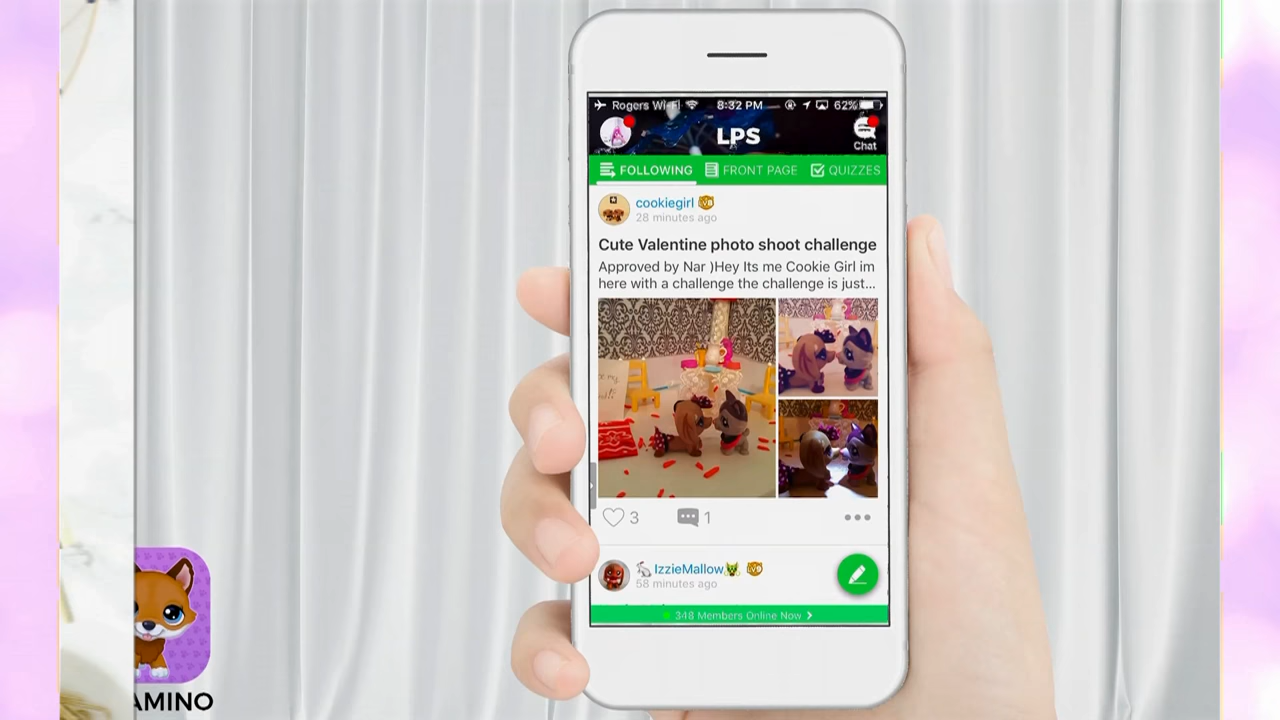 Rogers Wi-Fi 8:32 PM 62%
LPS
Chat
FOLLOWING FRONT PAGE QUIZZES
cookiegirl
28 minutes ago
Cute Valentine photo shoot challenge
Approved by Nar )Hey Its me Cookie Girl im
here with a challenge the challenge is just...
3 1
IzzieMallow
58 minutes ago
348 Members Online Now
AMINO